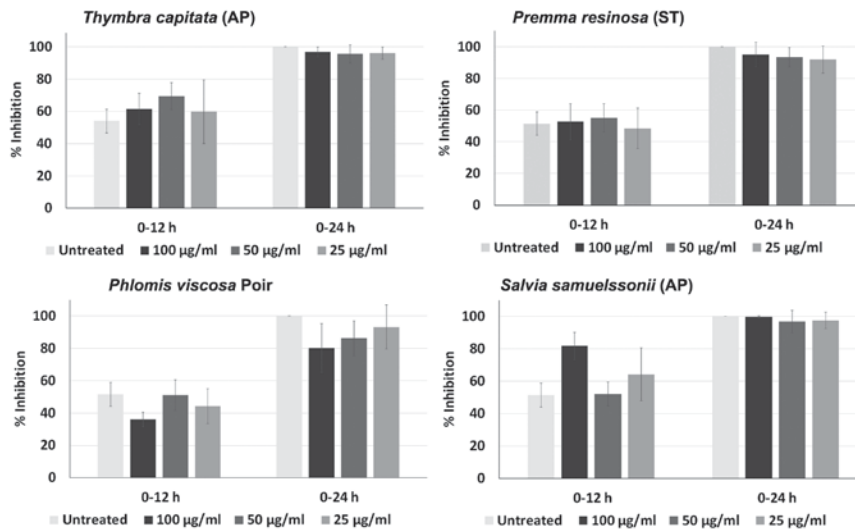 Thymbra capitata (AP)
% Inhibition
100
80
60
40
20
0
0-12 h
0-24 h
Untreated 100 µg/ml 50 µg/ml 25 µg/ml
Premma resinosa (ST)
% Inhibition
100
80
60
40
20
0
0-12 h
0-24 h
Untreated 100 µg/ml 50 µg/ml 25 µg/ml
Phlomis viscosa Poir
% Inhibition
100
80
60
40
20
0
0-12 h
0-24 h
Untreated 100 µg/ml 50 µg/ml 25 µg/ml
Salvia samuelssonii (AP)
% Inhibition
100
80
60
40
20
0
0-12 h
0-24 h
Untreated 100 µg/ml 50 µg/ml 25 µg/ml